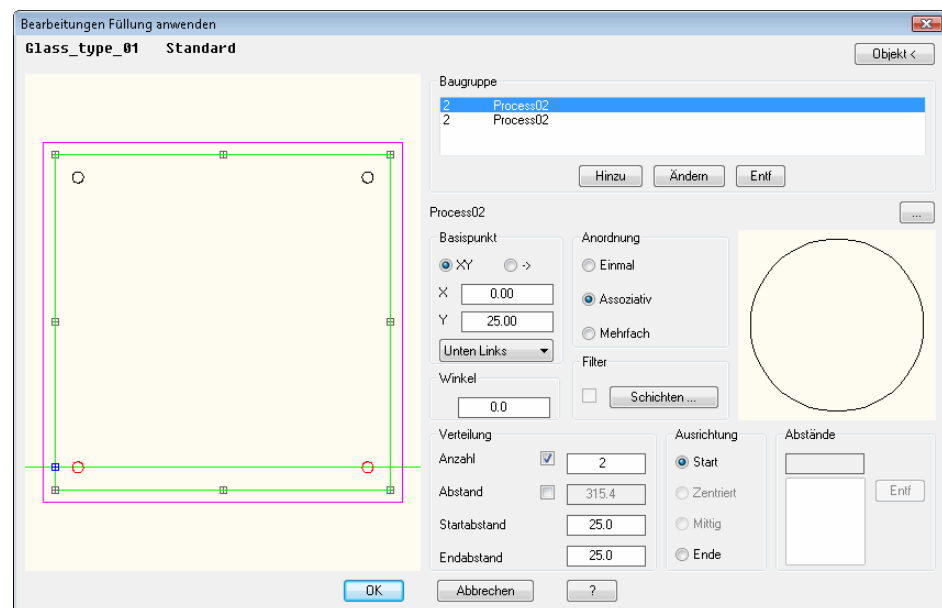 Bearbeitungen Füllung anwenden
Glass_type_01 Standard
Objekt <
Baugruppe
2 Process02
2 Process02
Hinzu Ändern Entf
Process02 ...
Basispunkt
XY ->
X 0.00
Y 25.00
Unten Links
Winkel
0.0
Anordnung
Einmal
Assoziativ
Mehrfach
Filter
Schichten ...
Verteilung
Anzahl 2
Abstand 315.4
Startabstand 25.0
Endabstand 25.0
Ausrichtung
Start
Zentriert
Mittig
Ende
Abstände
Entf
OK Abbrechen ?